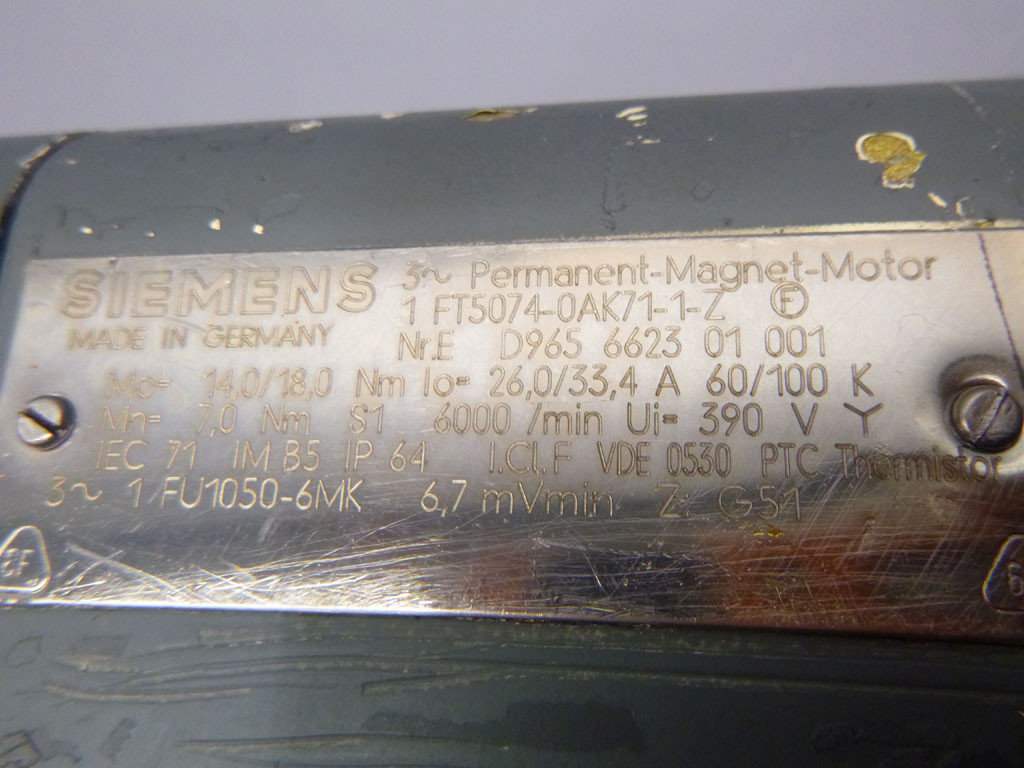 SIEMENS 3~ Permanent-Magnet-Motor
MADE IN GERMANY 1 FT5074-0AK71-1-Z F
Nr.E D965 6623 01 001
Mo= 14,0/18,0 Nm Io= 26,0/33,4 A 60/100 K
Mn= 7,0 Nm S1 6000 /min Ui= 390 V Y
IEC 71 IM B5 IP 64 I.Cl.F VDE 0530 PTC Thermistor
3~ 1 FU1050-6MK 6,7 mVmin Z: G51